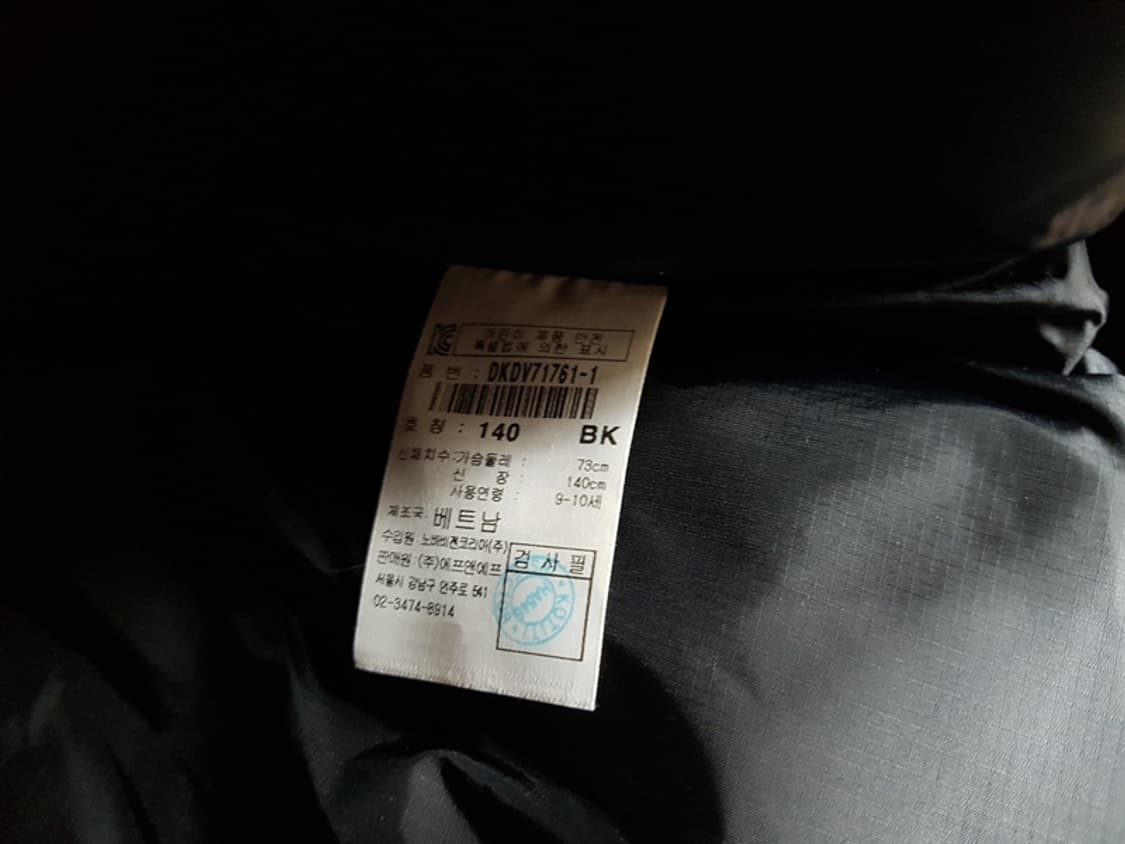 어린이 제품 안전
특별법에 의한 표시
품 번 : DKDV71761-1
호 칭 : 140 BK
신체치수:가슴둘레 : 73cm
신 장 : 140cm
사용연령 : 9-10세
제조국: 베트남
수입원: 노바비젼코리아(주)
판매원:(주)에프앤에프
서울시 강남구 언주로 541
02-3474-8914
검 사 필
KOTITI